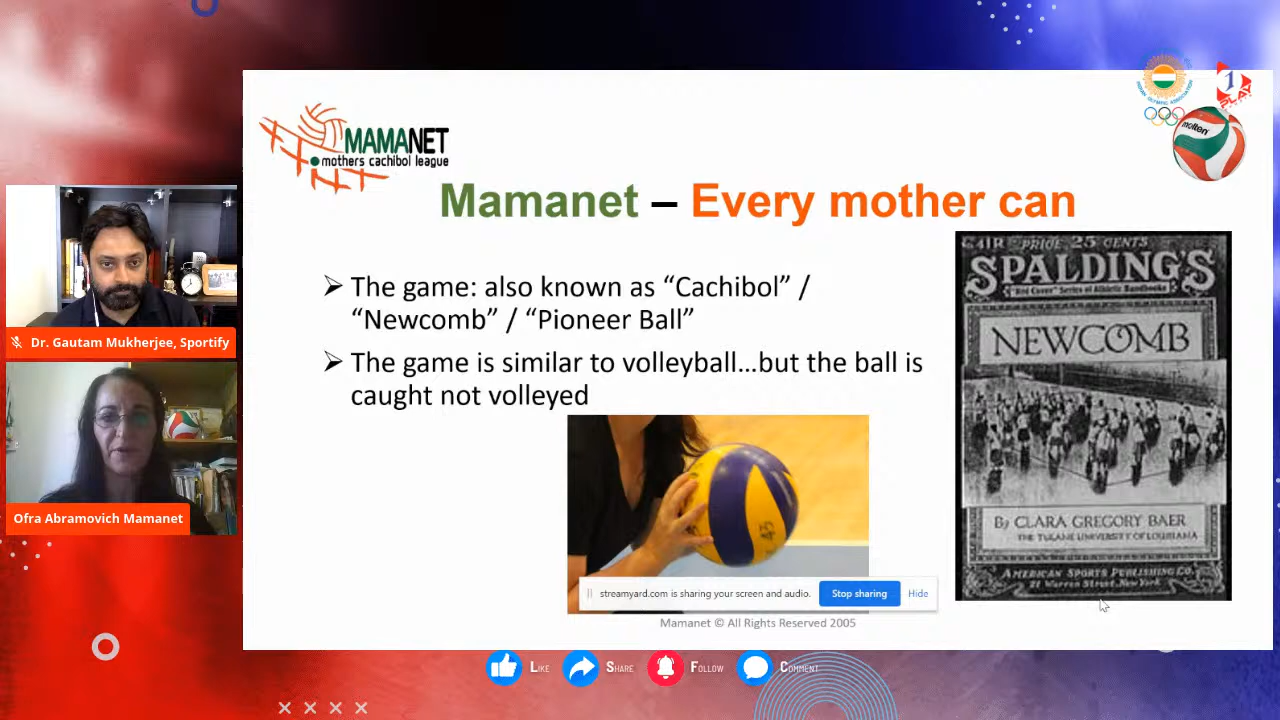 MAMANET
mothers cachibol league
Mamanet – Every mother can
➢ The game: also known as “Cachibol” /
“Newcomb” / “Pioneer Ball”
➢ The game is similar to volleyball...but the ball is
caught not volleyed
PRICE 25 CENTS
SPALDING'S
NEWCOMB
By CLARA GREGORY BAER
THE TULANE UNIVERSITY OF LOUISIANA
AMERICAN SPORTS PUBLISHING CO.
21 Warren Street, New York
molten
1
PLAY
Dr. Gautam Mukherjee, Sportify
Ofra Abramovich Mamanet
streamyard.com is sharing your screen and audio.
Stop sharing
Hide
Mamanet © All Rights Reserved 2005
LIKE
SHARE
FOLLOW
COMMENT